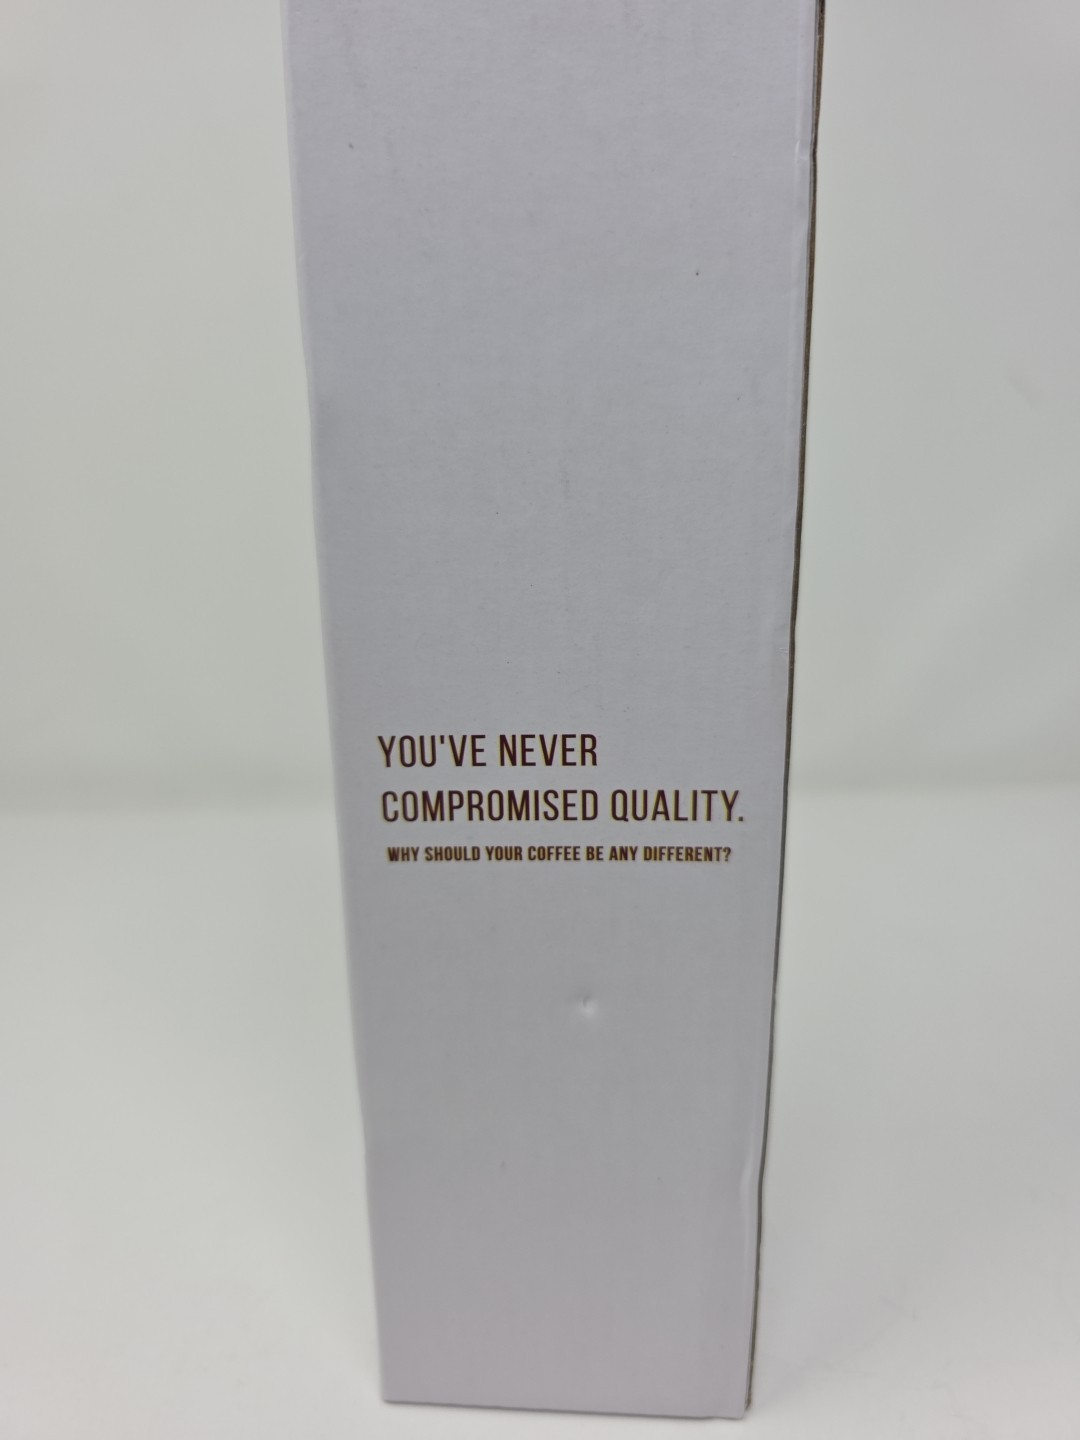 YOU'VE NEVER
COMPROMISED QUALITY.
WHY SHOULD YOUR COFFEE BE ANY DIFFERENT?